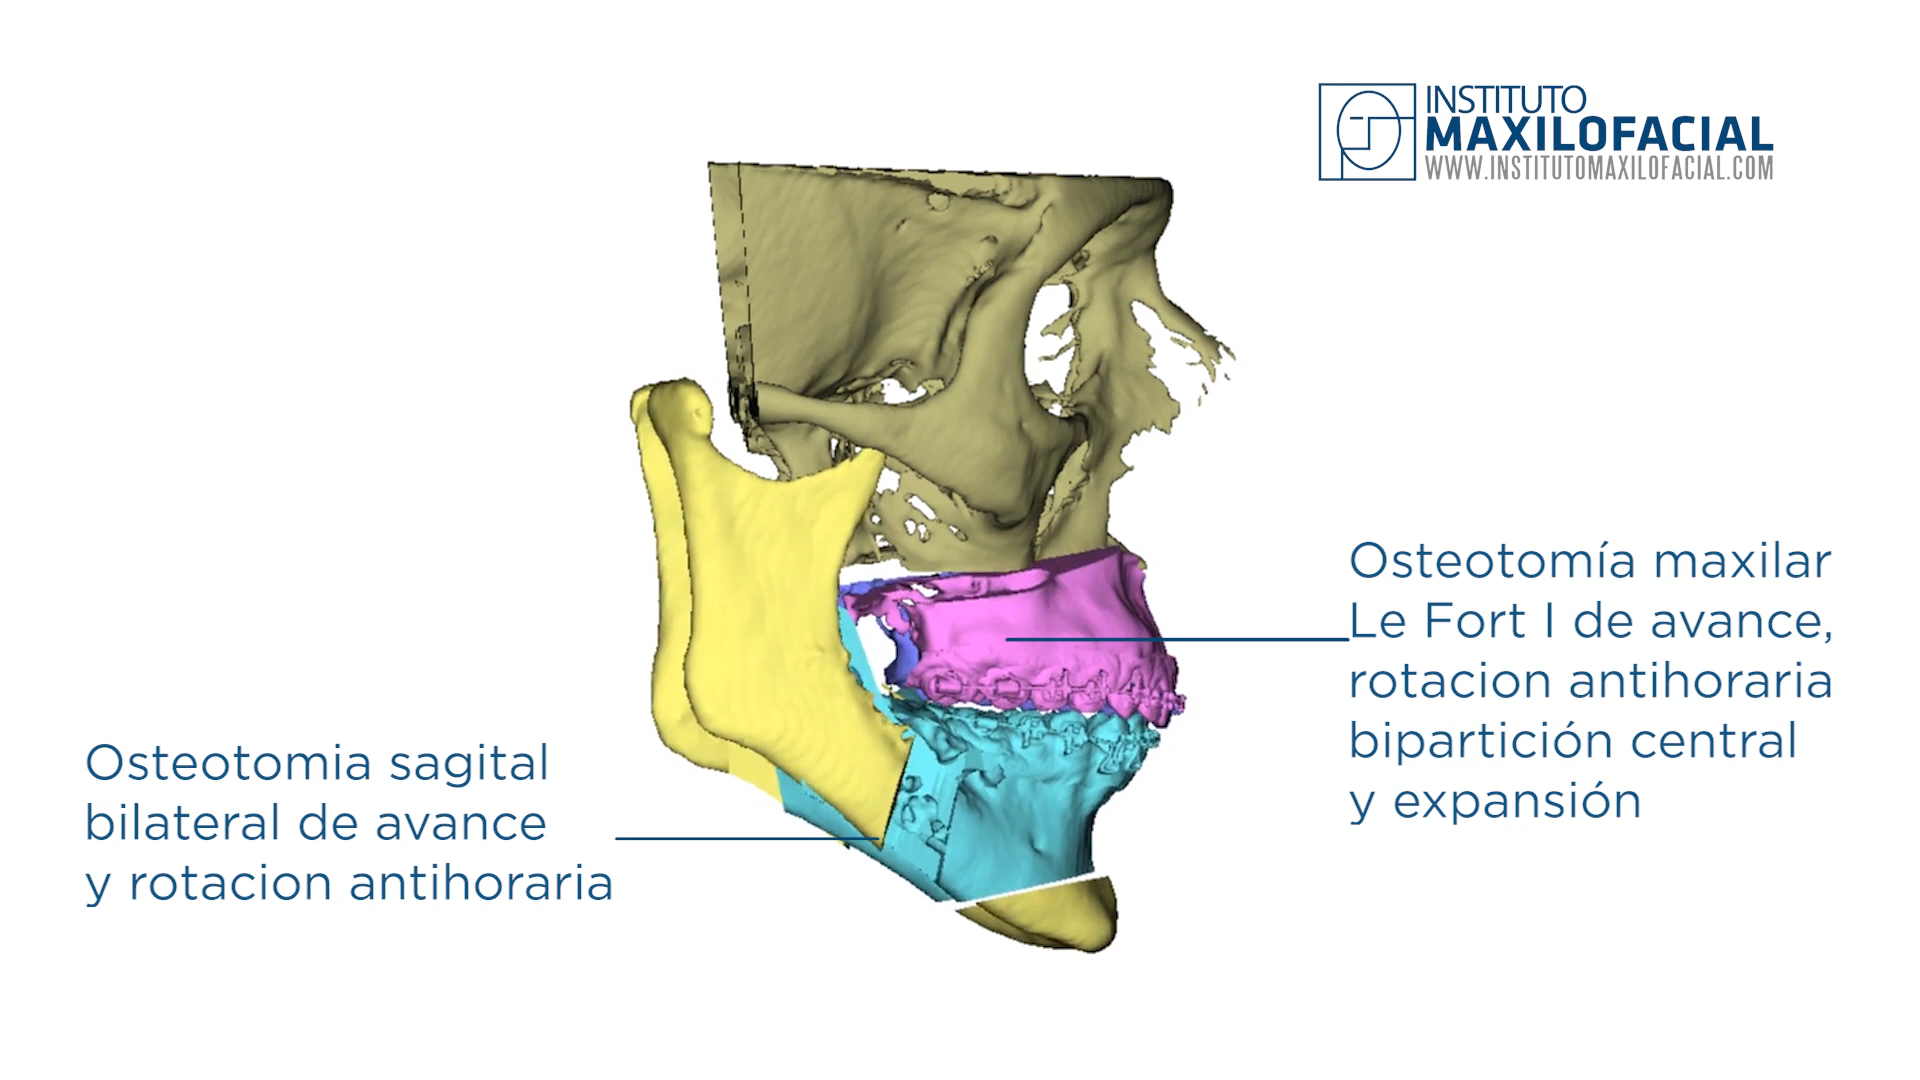 INSTITUTO
MAXILOFACIAL
WWW.INSTITUTOMAXILOFACIAL.COM
Osteotomía maxilar
Le Fort I de avance,
rotacion antihoraria
bipartición central
y expansión
Osteotomia sagital
bilateral de avance
y rotacion antihoraria